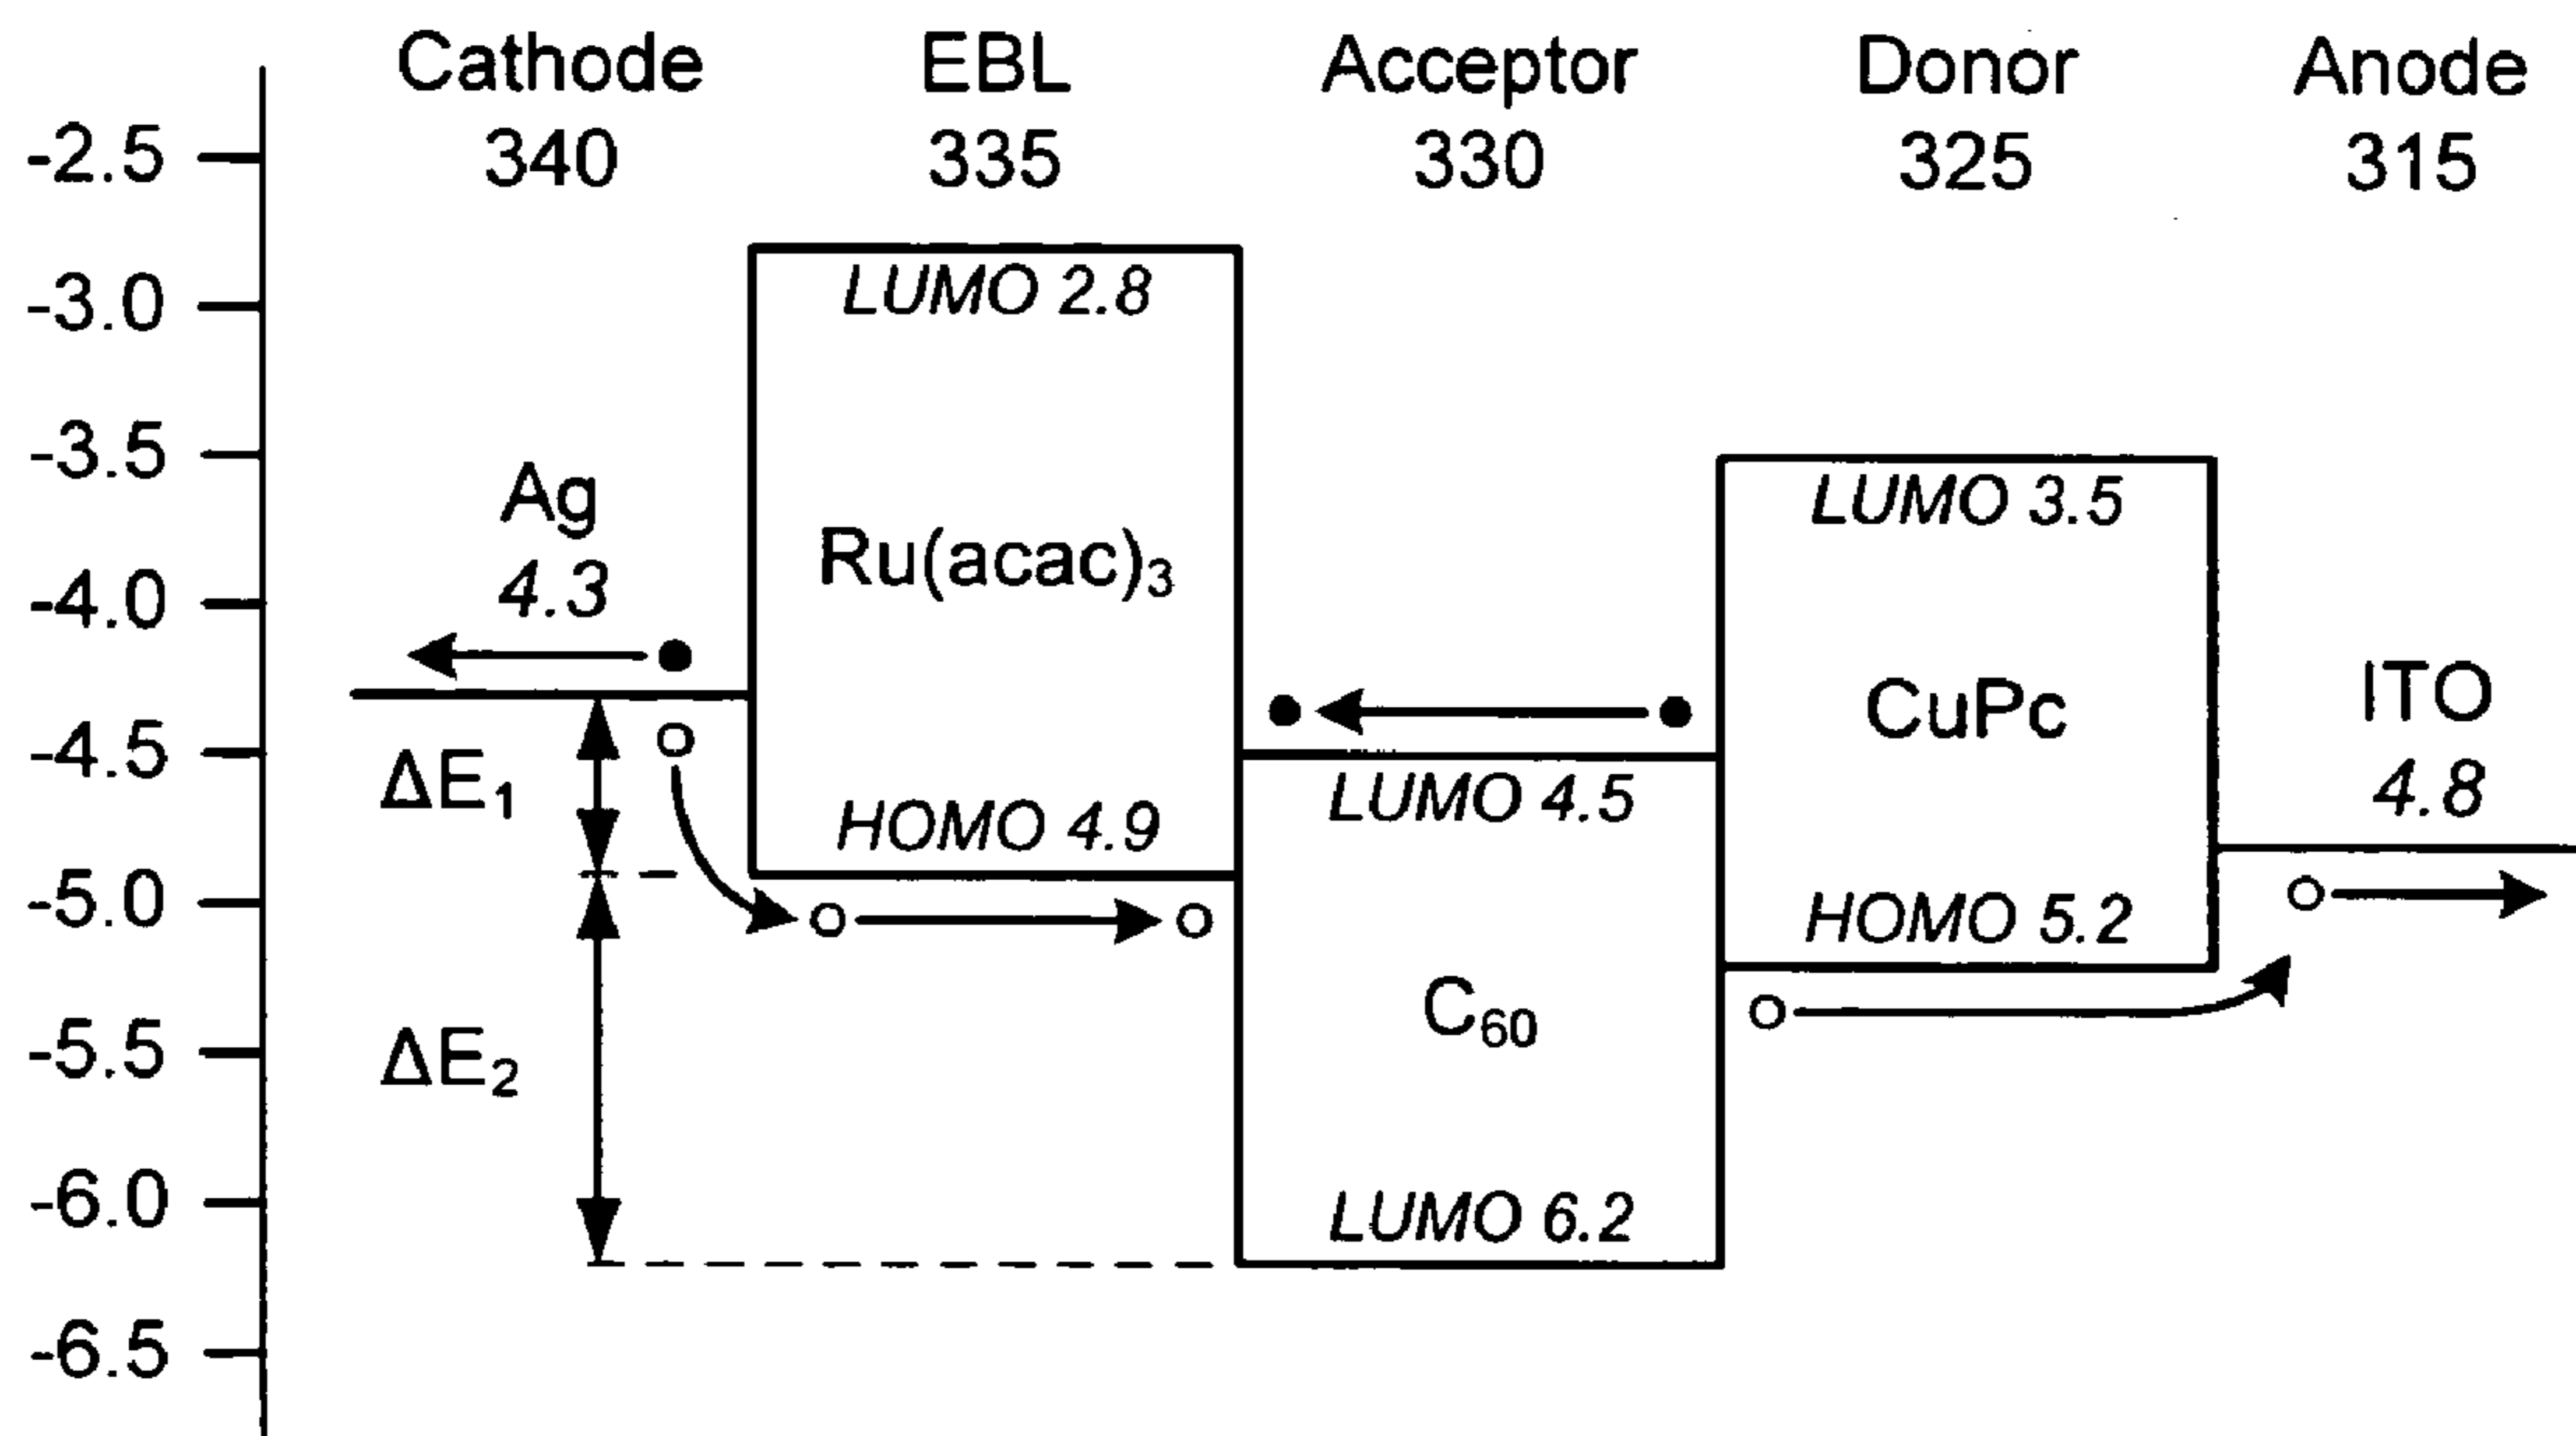 Cathode EBL Acceptor Donor Anode
340 335 330 325 315
-2.5
-3.0
-3.5
-4.0
-4.5
-5.0
-5.5
-6.0
-6.5
Ag
4.3
ΔE₁
ΔE₂
LUMO 2.8
Ru(acac)₃
HOMO 4.9
LUMO 4.5
C₆₀
LUMO 6.2
LUMO 3.5
CuPc
HOMO 5.2
ITO
4.8